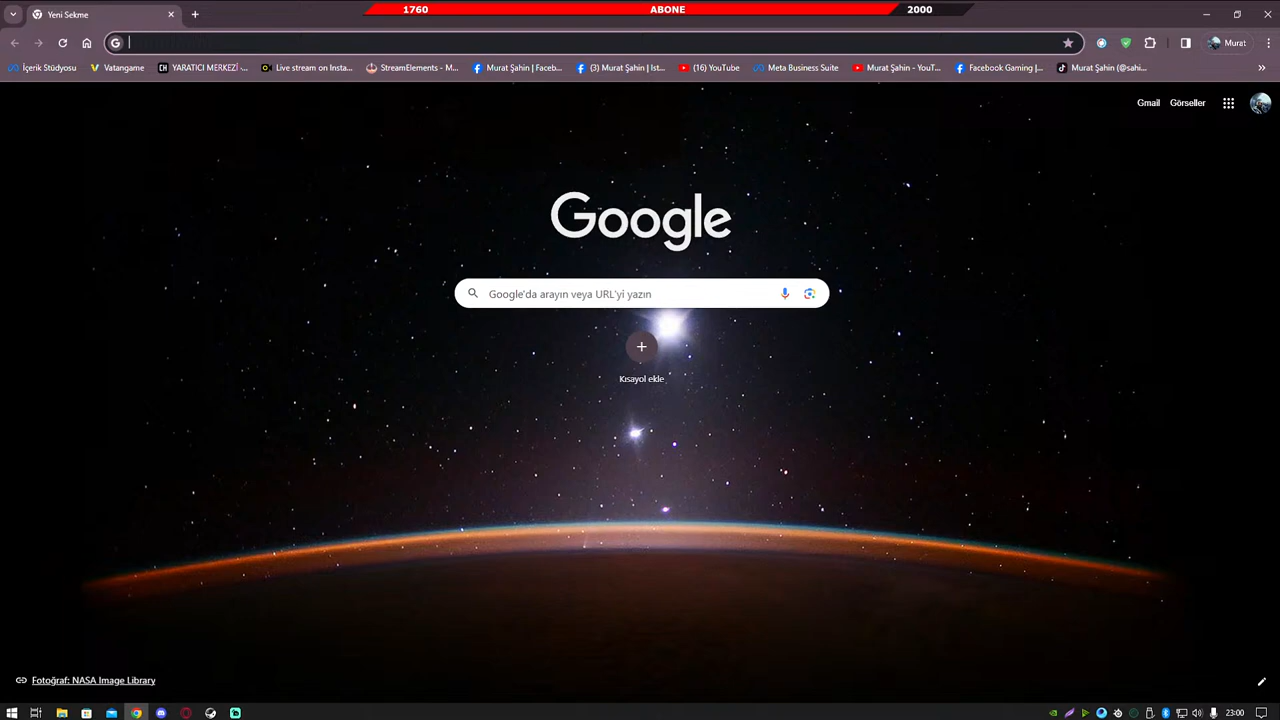 1760 ABONE 2000
Yeni Sekme
Murat
İçerik Stüdyosu Vatangame YARATICI MERKEZİ -... Live stream on Insta... StreamElements - M... Murat Şahin | Faceb... (3) Murat Şahin | Ist... (16) YouTube Meta Business Suite Murat Şahin - YouT... Facebook Gaming |... Murat Şahin (@sahi...
Gmail Görseller
Google
Google'da arayın veya URL'yi yazın
Kısayol ekle
Fotoğraf: NASA Image Library
23:00